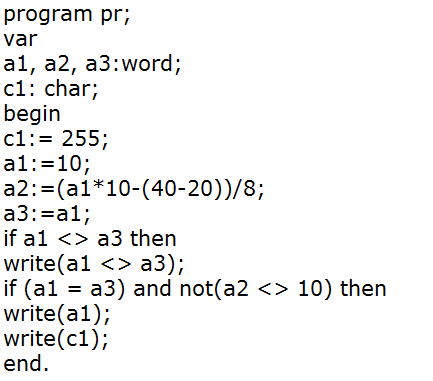 program pr;
var
a1, a2, a3:word;
c1: char;
begin
c1:= 255;
a1:=10;
a2:=(a1*10-(40-20))/8;
a3:=a1;
if a1 <> a3 then
write(a1 <> a3);
if (a1 = a3) and not(a2 <> 10) then
write(a1);
write(c1);
end.